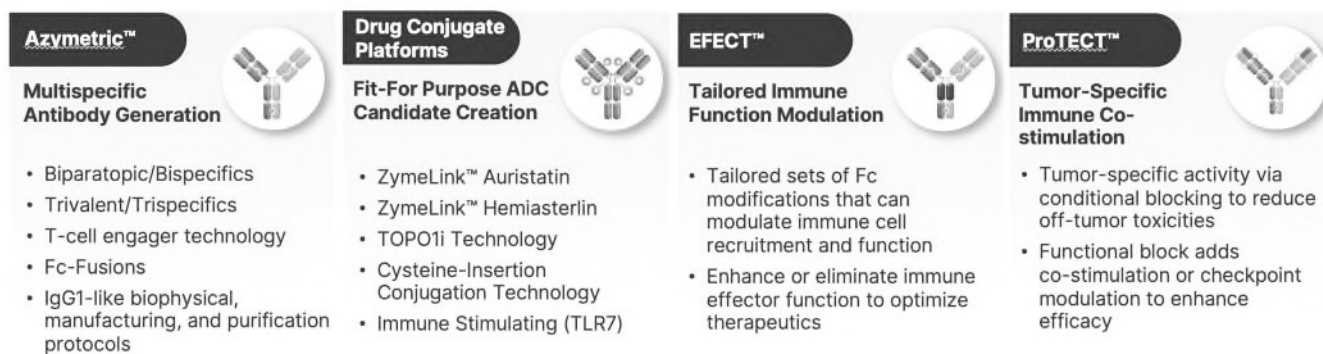 Azymetric™
Multispecific
Antibody Generation
• Biparatopic/Bispecifics
• Trivalent/Trispecifics
• T-cell engager technology
• Fc-Fusions
• IgG1-like biophysical,
manufacturing, and purification
protocols
Drug Conjugate
Platforms
Fit-For Purpose ADC
Candidate Creation
• ZymeLink™ Auristatin
• ZymeLink™ Hemiasterlin
• TOPO1i Technology
• Cysteine-Insertion
Conjugation Technology
• Immune Stimulating (TLR7)
EFECT™
Tailored Immune
Function Modulation
• Tailored sets of Fc
modifications that can
modulate immune cell
recruitment and function
• Enhance or eliminate immune
effector function to optimize
therapeutics
ProTECT™
Tumor-Specific
Immune Co-
stimulation
• Tumor-specific activity via
conditional blocking to reduce
off-tumor toxicities
• Functional block adds
co-stimulation or checkpoint
modulation to enhance
efficacy